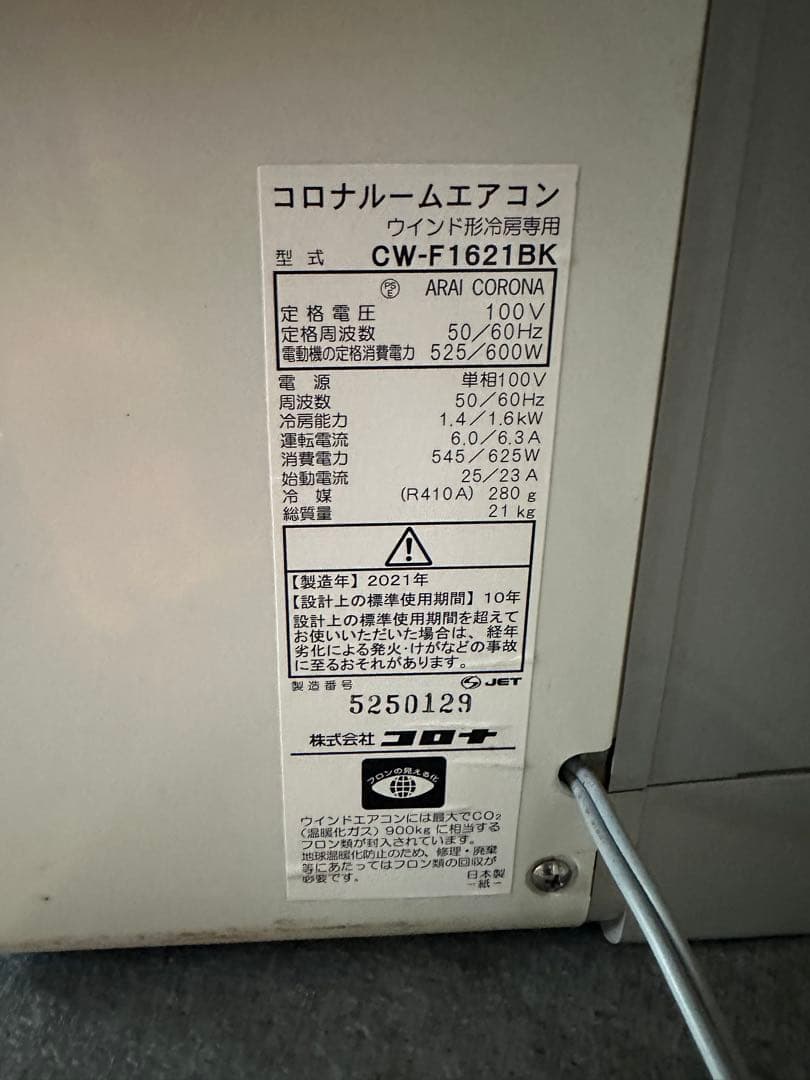 コロナルームエアコン
ウインド形冷房専用
型式 CW-F1621BK
PSE ARAI CORONA
定格電圧 100V
定格周波数 50/60Hz
電動機の定格消費電力 525/600W
電源 単相100V
周波数 50/60Hz
冷房能力 1.4/1.6kW
運転電流 6.0/6.3A
消費電力 545/625W
始動電流 25/23A
冷媒 (R410A) 280g
総質量 21kg
【製造年】2021年
【設計上の標準使用期間】10年
設計上の標準使用期間を超えて
お使いいただいた場合は、経年
劣化による発火・けがなどの事故
に至るおそれがあります。
製造番号 JET
5250129
株式会社 コロナ
フロンの見える化
ウインドエアコンには最大でCO₂
(温暖化ガス)900kgに相当する
フロン類が封入されています。
地球温暖化防止のため、修理・廃棄
等にあたってはフロン類の回収が
必要です。
日本製
-紙-